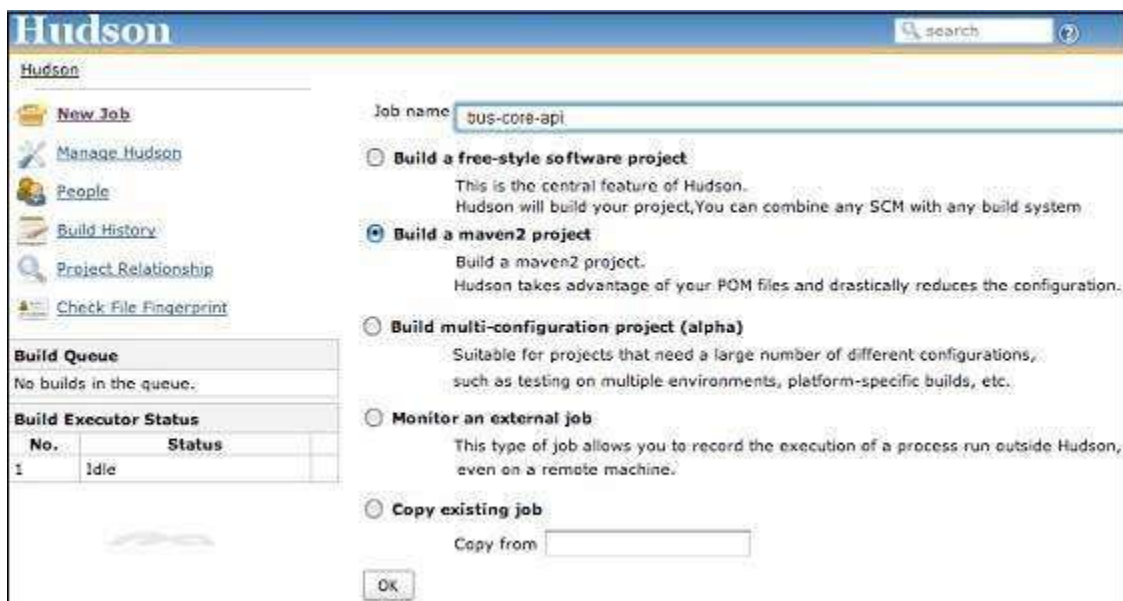 Hudson
search
Hudson
New Job
Manage Hudson
People
Build History
Project Relationship
Check File Fingerprint
Build Queue
No builds in the queue.
Build Executor Status
No. Status
1 Idle
Job name bus-core-api
Build a free-style software project
This is the central feature of Hudson.
Hudson will build your project,You can combine any SCM with any build system
Build a maven2 project
Build a maven2 project.
Hudson takes advantage of your POM files and drastically reduces the configuration.
Build multi-configuration project (alpha)
Suitable for projects that need a large number of different configurations,
such as testing on multiple environments, platform-specific builds, etc.
Monitor an external job
This type of job allows you to record the execution of a process run outside Hudson,
even on a remote machine.
Copy existing job
Copy from
OK